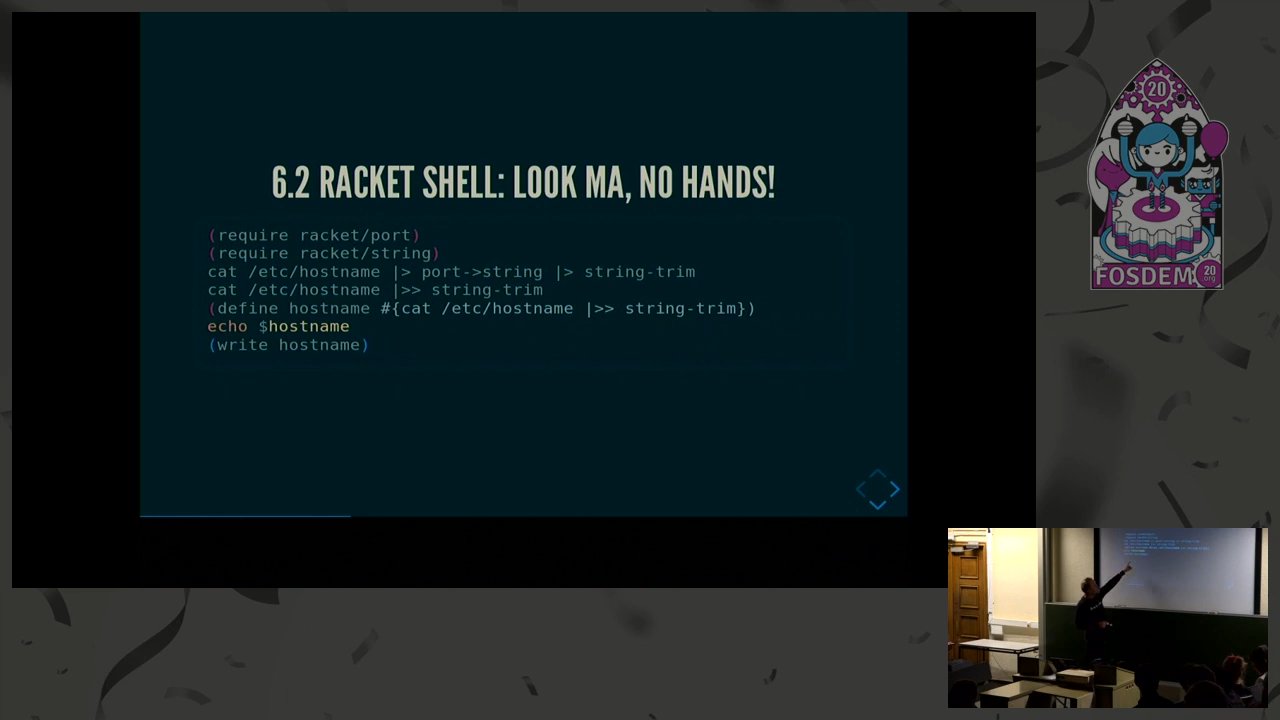 6.2 RACKET SHELL: LOOK MA, NO HANDS!
(require racket/port)
(require racket/string)
cat /etc/hostname |> port->string |> string-trim
cat /etc/hostname |>> string-trim
(define hostname #{cat /etc/hostname |>> string-trim})
echo $hostname
(write hostname)
20
FOSDEM
20
org